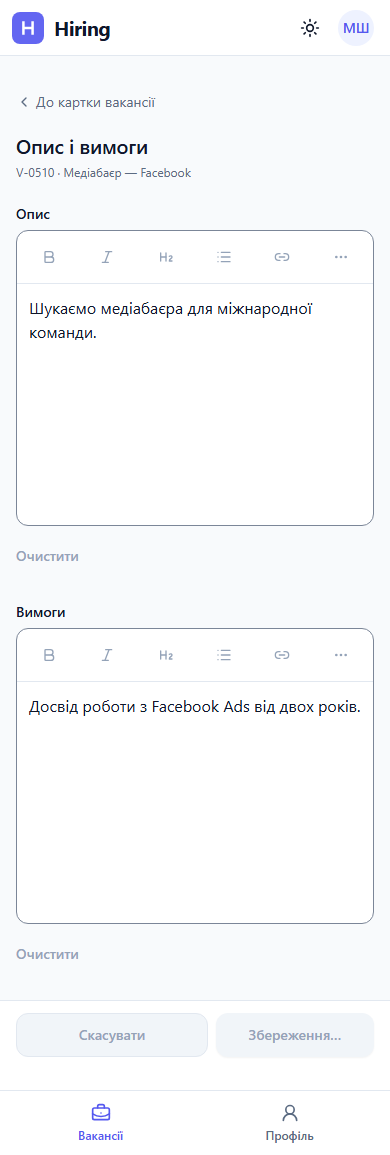 H Hiring МШ
До картки вакансії
Опис і вимоги
V-0510 · Медіабаєр — Facebook
Опис
B I H2
Шукаємо медіабаєра для міжнародної
команди.
Очистити
Вимоги
B I H2
Досвід роботи з Facebook Ads від двох років.
Очистити
Скасувати Збереження...
Вакансії Профіль